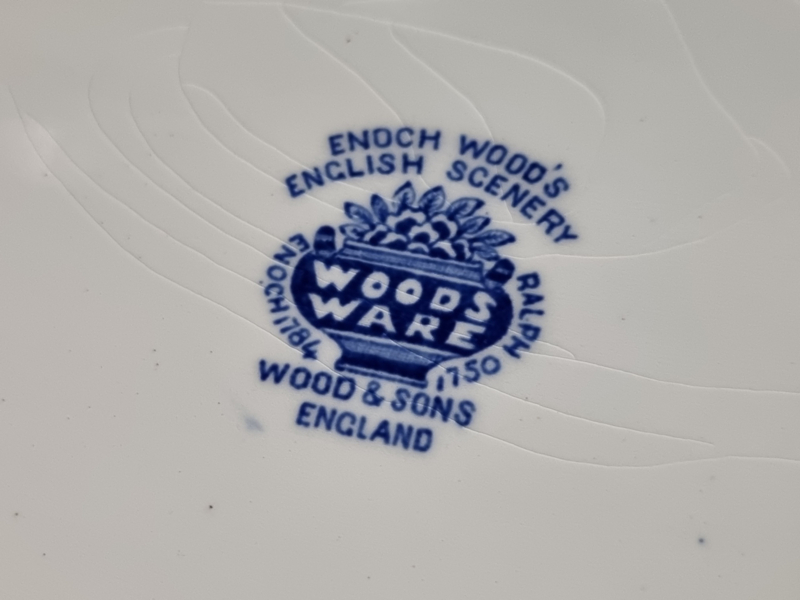 ENOCH WOOD'S
ENGLISH SCENERY
ENOCH 1784
WOODS
WARE
RALPH 1750
WOOD & SONS
ENGLAND